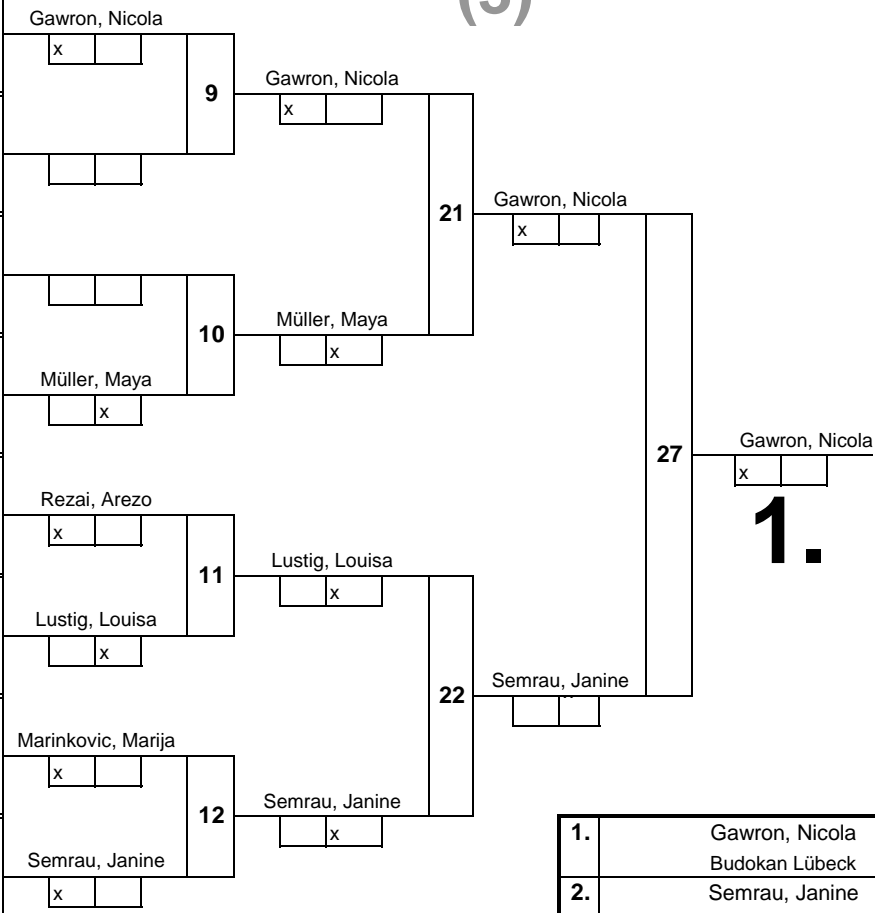 (3)
Gawron, Nicola
x
9
Gawron, Nicola
x
21
Gawron, Nicola
x
10
Müller, Maya
x
Müller, Maya
x
27
Gawron, Nicola
x
1.
Rezai, Arezo
x
11
Lustig, Louisa
x
Lustig, Louisa
x
22
Semrau, Janine
Marinkovic, Marija
x
12
Semrau, Janine
x
Semrau, Janine
x
1. Gawron, Nicola
Budokan Lübeck
2. Semrau, Janine